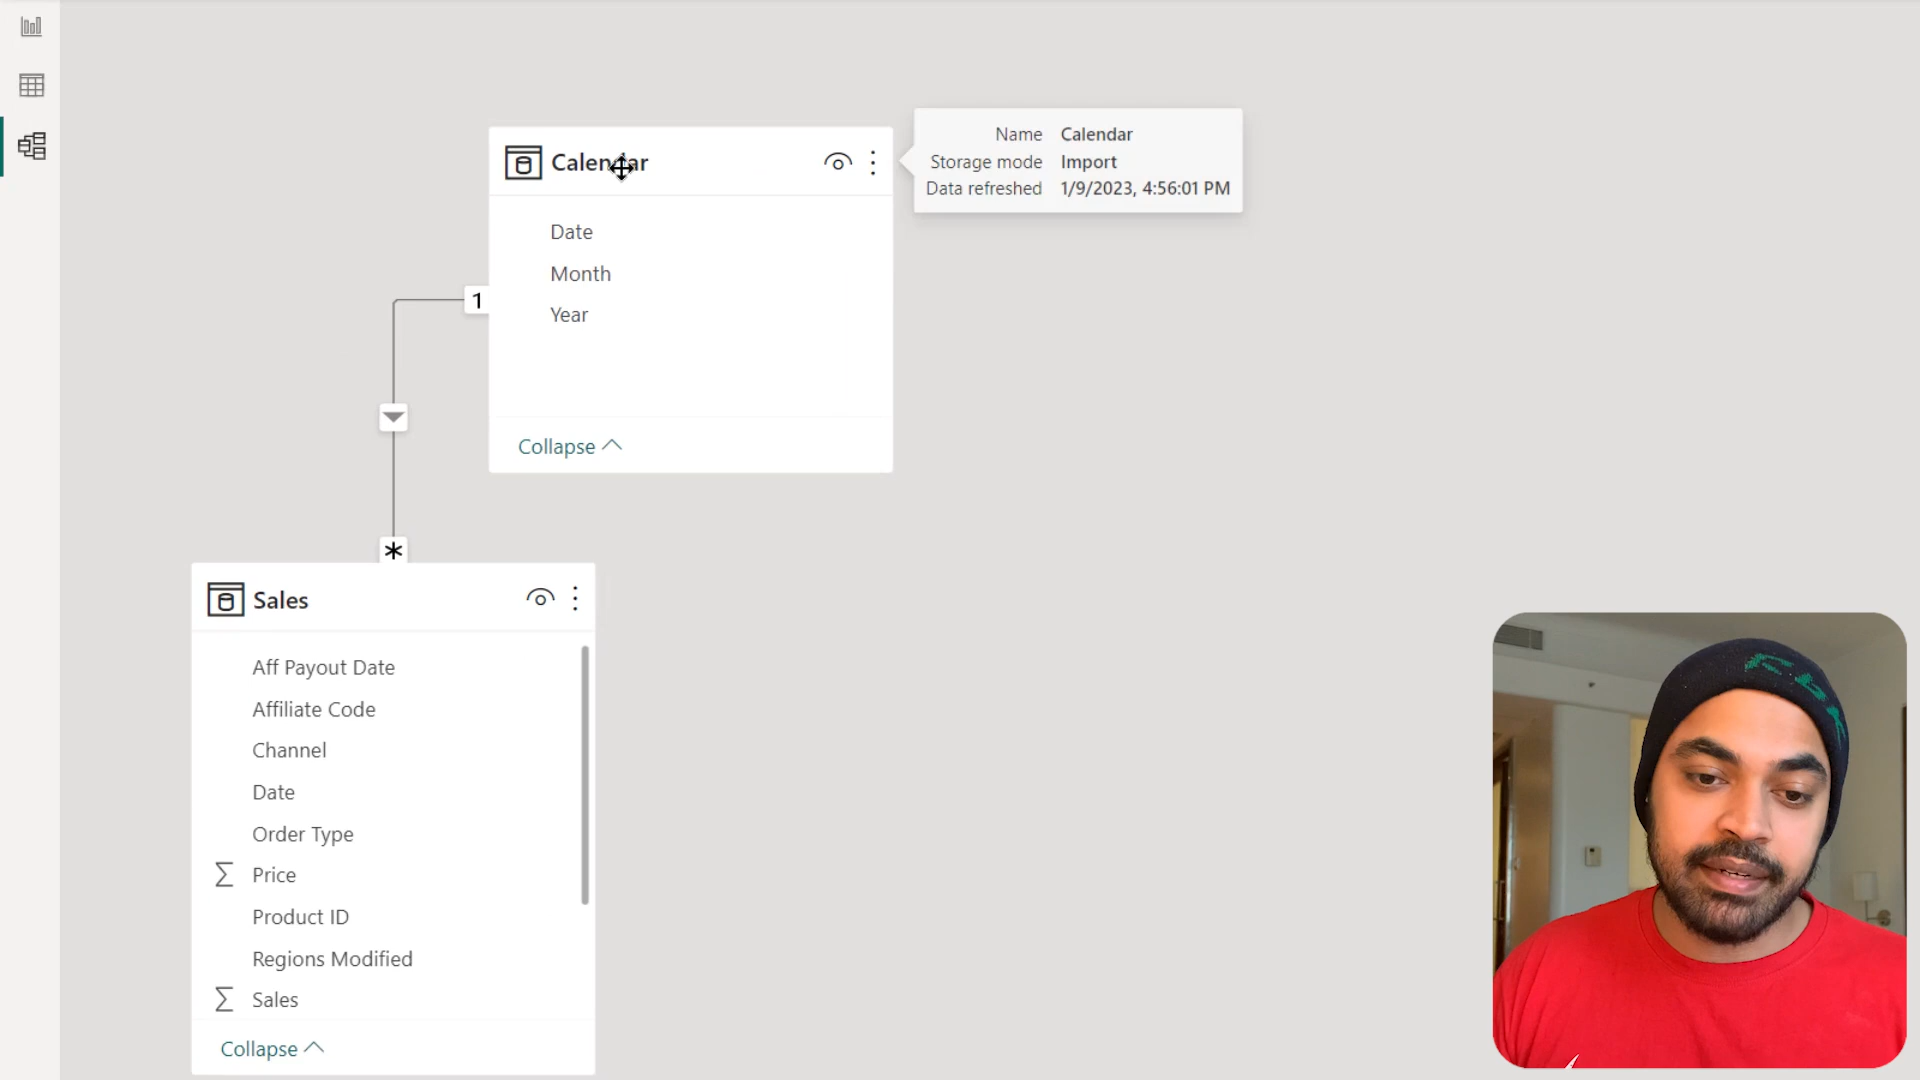 Calendar
Date
Month
Year
Collapse
Name Calendar
Storage mode Import
Data refreshed 1/9/2023, 4:56:01 PM
1
*
Sales
Aff Payout Date
Affiliate Code
Channel
Date
Order Type
Σ Price
Product ID
Regions Modified
Σ Sales
Collapse